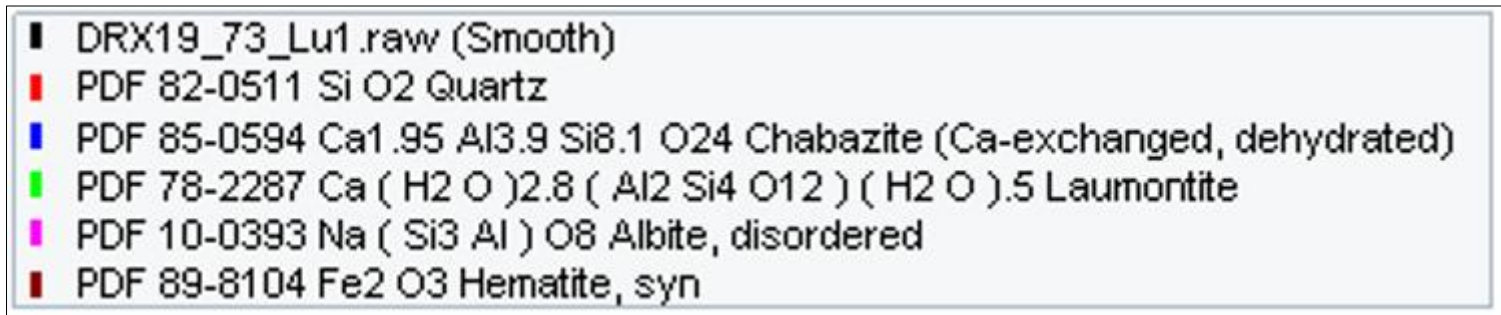 DRX19_73_Lu1.raw (Smooth)
PDF 82-0511 Si O2 Quartz
PDF 85-0594 Ca1.95 Al3.9 Si8.1 O24 Chabazite (Ca-exchanged, dehydrated)
PDF 78-2287 Ca ( H2 O )2.8 ( Al2 Si4 O12 ) ( H2 O ).5 Laumontite
PDF 10-0393 Na ( Si3 Al ) O8 Albite, disordered
PDF 89-8104 Fe2 O3 Hematite, syn